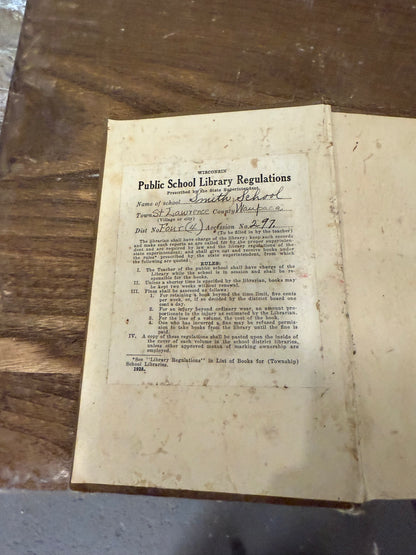 WISCONSIN
Public School Library Regulations
Prescribed by the State Superintendent.
Name of school Smith School
Town St Lawrence County Waupaca
(Village or city)
Dist No. Four (4) Accession No. 297
(To be filled in by the teacher)
The librarian shall have charge of the library; keep such records
and make such reports as are called for by the proper superinten-
dent and are required by law and the library regulations of the
state superintendent; and shall give out and receive books under
the rules* prescribed by the state superintendent, from which
the following are quoted:
RULES:
I. The Teacher of the public school shall have charge of the
Library while the school is in session and shall be re-
sponsible for the books.
II. Unless a shorter time is specified by the librarian, books may
be kept two weeks without renewal.
III. Fines shall be assessed as follows:
1. For retaining a book beyond the time limit, five cents
per week, or, if so decided by the district board one
cent a day.
2. For an injury beyond ordinary wear, an amount pro-
portionate to the injury as estimated by the Librarian.
3. For the loss of a volume, the cost of the book.
4. One who has incurred a fine may be refused permis-
sion to take books from the library until the fine is
paid.
IV. A copy of these regulations shall be pasted upon the inside of
the cover of each volume in the school district libraries,
unless other approved means of marking ownership are
employed.
*See "Library Regulations" in List of Books for (Township)
School Libraries.
1928.